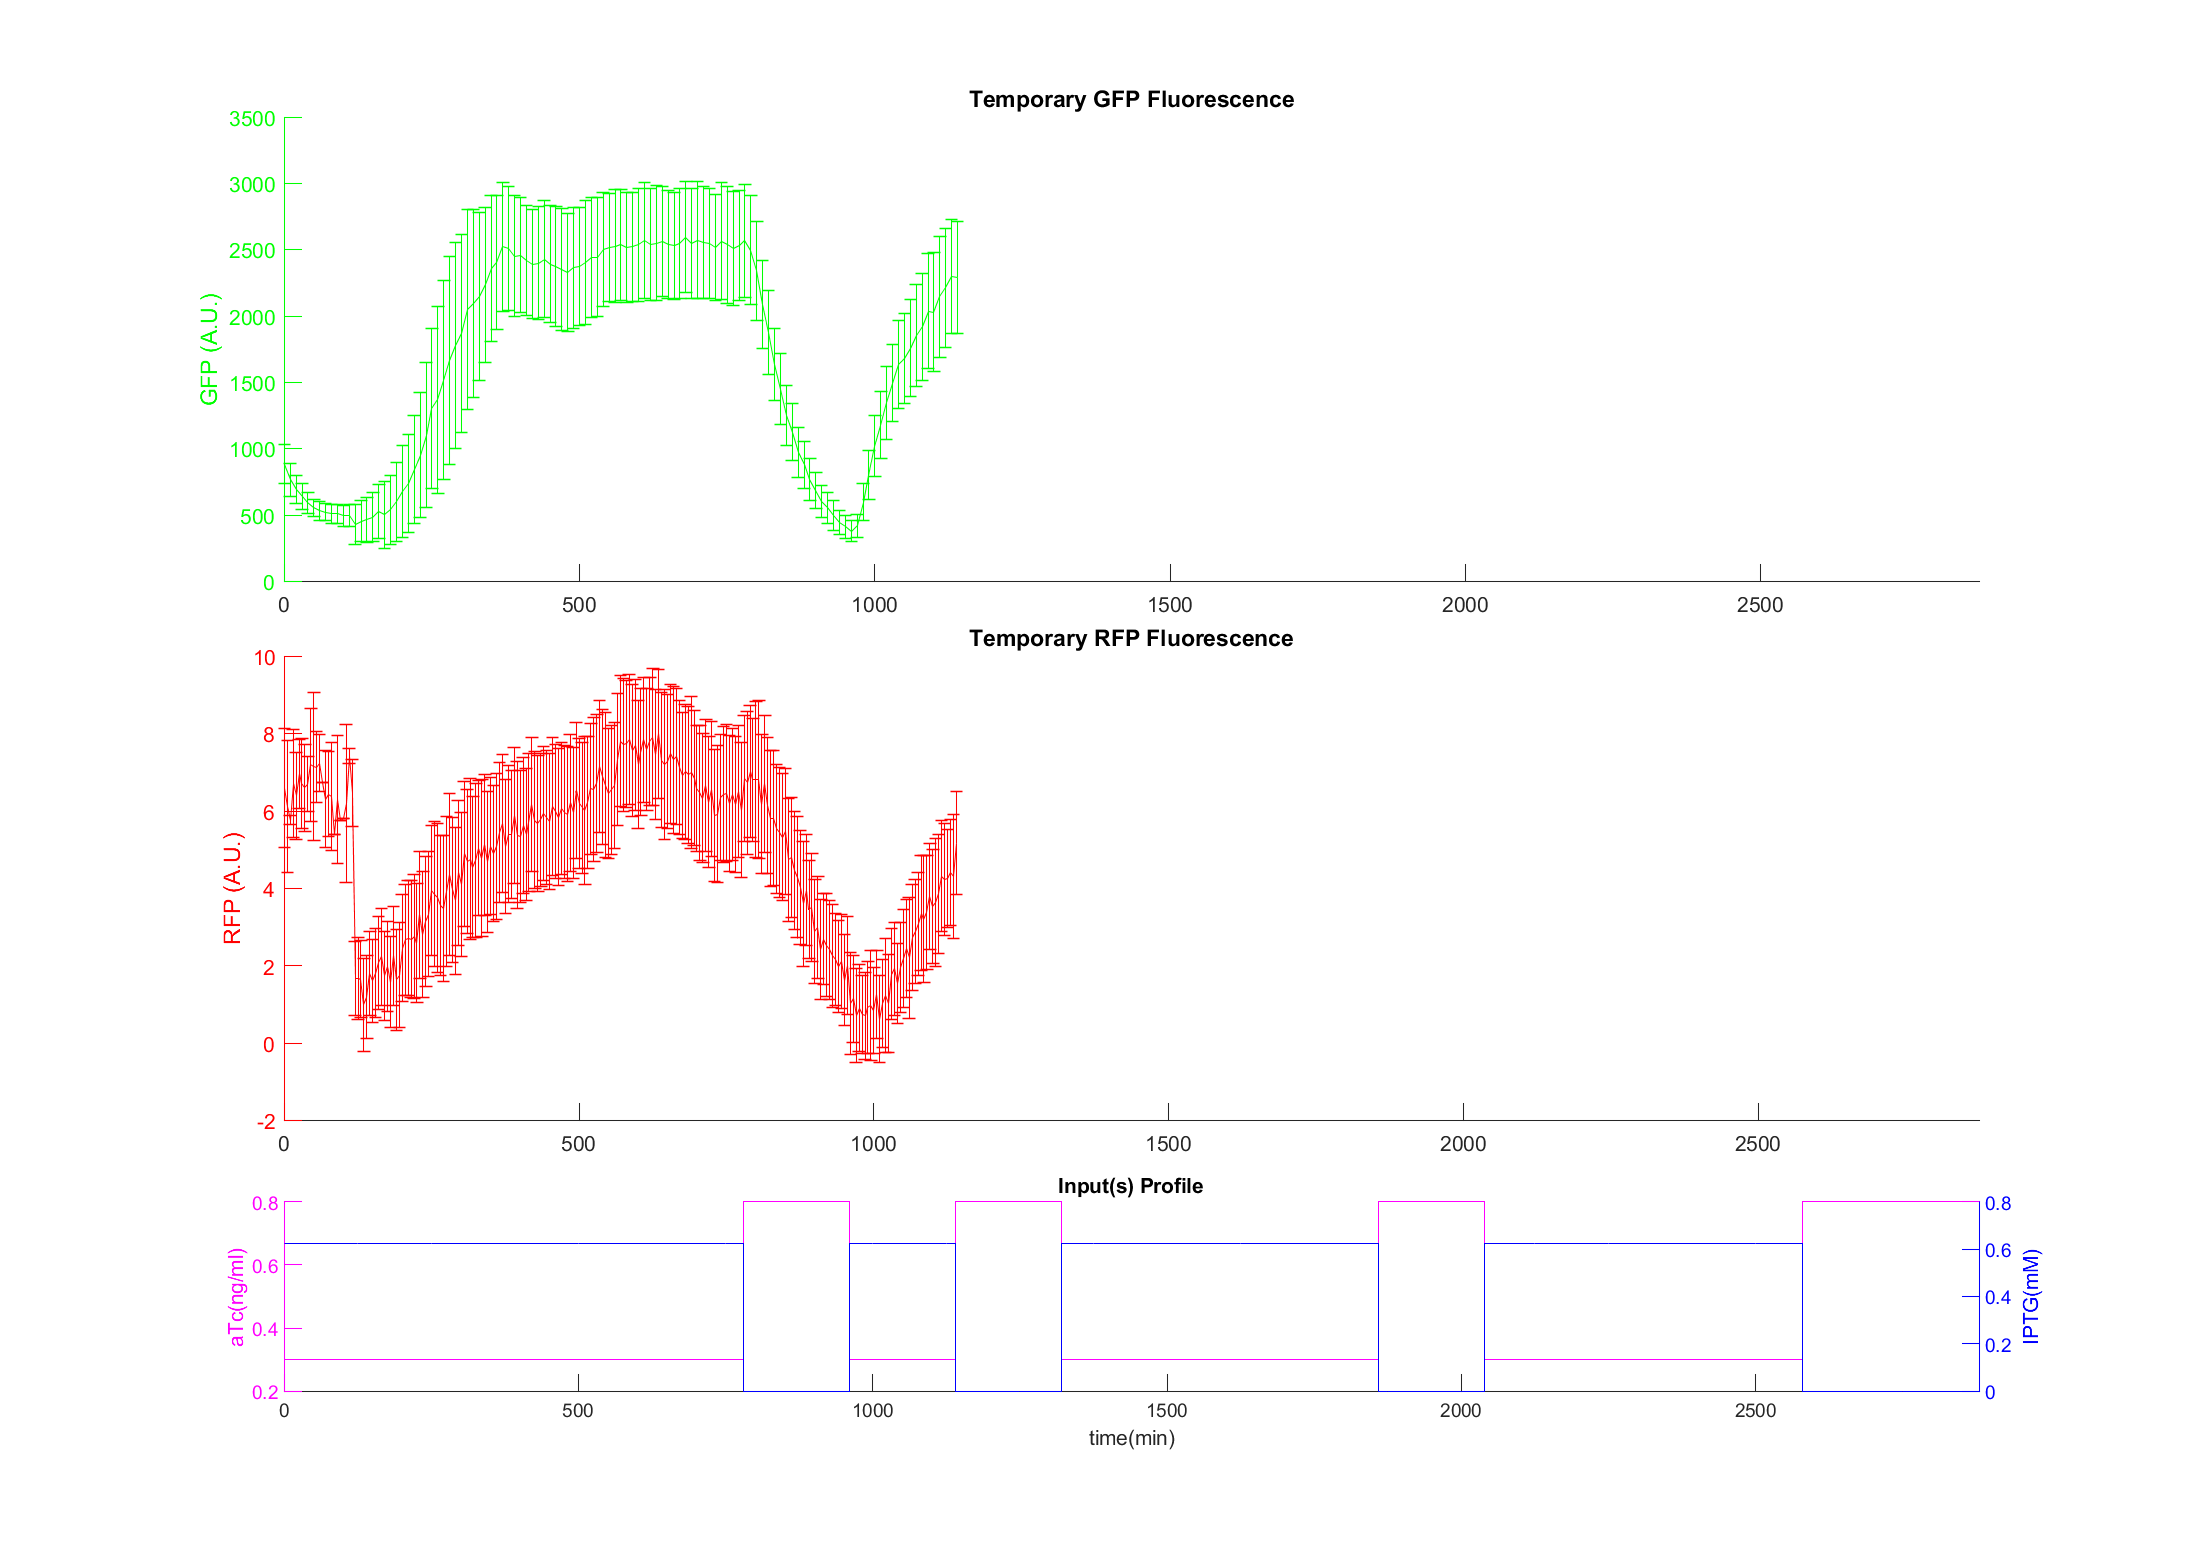 Temporary GFP Fluorescence
3500
3000
2500
2000
1500
1000
500
0
GFP (A.U.)
0 500 1000 1500 2000 2500
Temporary RFP Fluorescence
10
8
6
4
2
0
-2
RFP (A.U.)
0 500 1000 1500 2000 2500
Input(s) Profile
0.8
0.6
0.4
0.2
aTc(ng/ml)
0.8
0.6
0.4
0.2
0
IPTG(mM)
0 500 1000 1500 2000 2500
time(min)